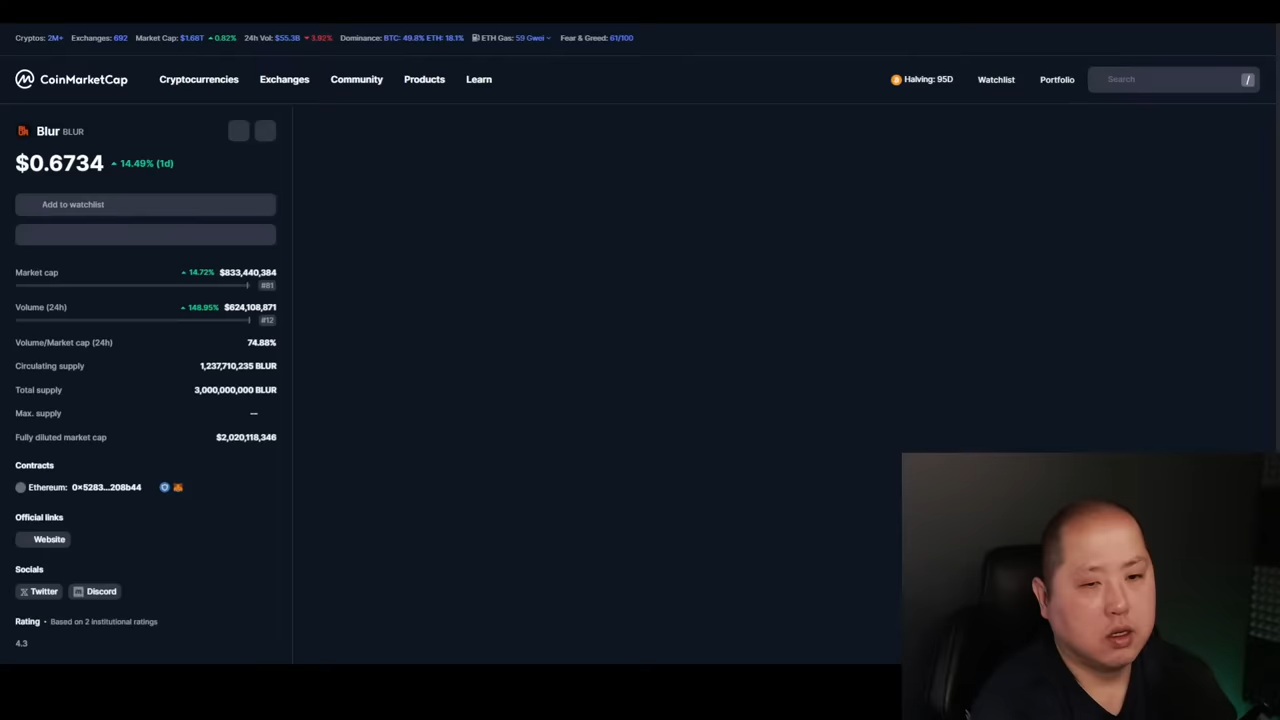 Cryptos: 2M+ Exchanges: 692 Market Cap: $1.68T 0.82% 24h Vol: $55.3B 3.92% Dominance: BTC: 49.8% ETH: 18.1% ETH Gas: 59 Gwei Fear & Greed: 61/100
CoinMarketCap Cryptocurrencies Exchanges Community Products Learn Halving: 95D Watchlist Portfolio Search /
Blur BLUR
$0.6734 14.49% (1d)
Add to watchlist
Market cap 14.72% $833,440,384
#81
Volume (24h) 148.95% $624,108,871
#12
Volume/Market cap (24h) 74.88%
Circulating supply 1,237,710,235 BLUR
Total supply 3,000,000,000 BLUR
Max. supply --
Fully diluted market cap $2,020,118,346
Contracts
Ethereum: 0x5283...208b44
Official links
Website
Socials
Twitter Discord
Rating • Based on 2 institutional ratings
4.3